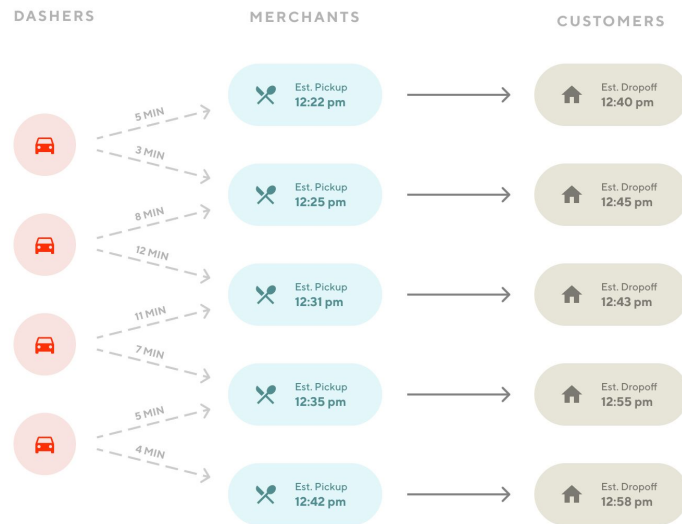 DASHERS
MERCHANTS
CUSTOMERS
5 MIN
3 MIN
8 MIN
12 MIN
11 MIN
7 MIN
5 MIN
4 MIN
Est. Pickup
12:22 pm
Est. Pickup
12:25 pm
Est. Pickup
12:31 pm
Est. Pickup
12:35 pm
Est. Pickup
12:42 pm
Est. Dropoff
12:40 pm
Est. Dropoff
12:45 pm
Est. Dropoff
12:43 pm
Est. Dropoff
12:55 pm
Est. Dropoff
12:58 pm